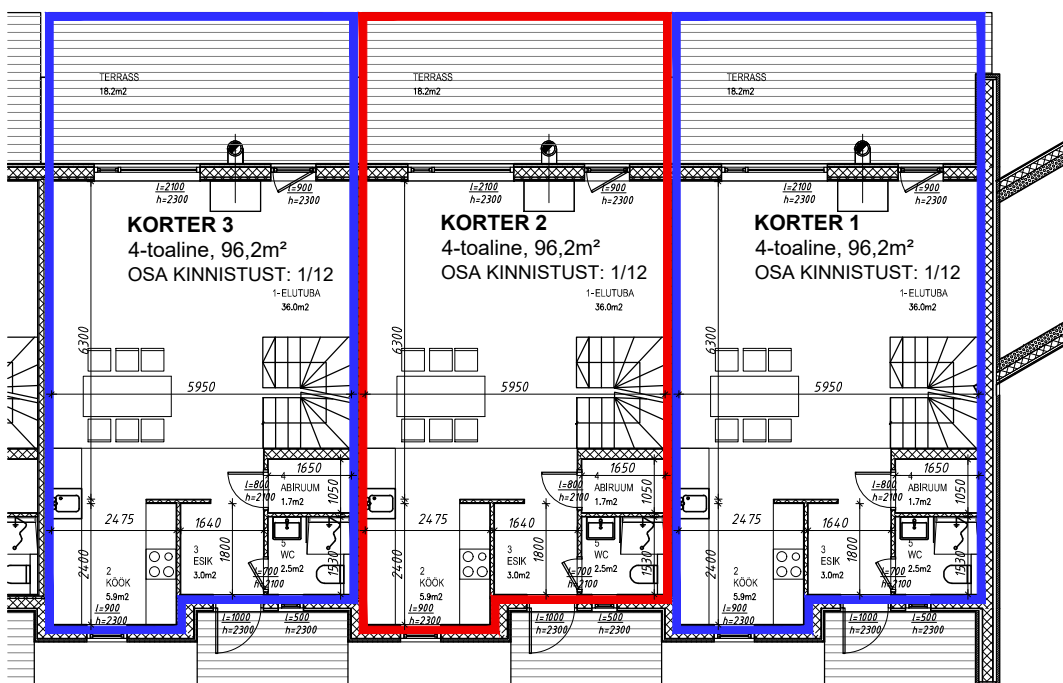 TERRASS
18.2m2
l=2100
h=2300
l=900
h=2300
KORTER 3
4-toaline, 96,2m²
OSA KINNISTUST: 1/12
1-ELUTUBA
36.0m2
6300
5950
1650
l=800
h=2100
4
ABIRUUM
1.7m2
1050
2475
1640
1800
2400
3
ESIK
3.0m2
5
WC
2.5m2
1530
l=700
h=2100
2
KÖÖK
5.9m2
l=900
h=2300
l=1000
h=2300
l=500
h=2300
TERRASS
18.2m2
l=2100
h=2300
l=900
h=2300
KORTER 2
4-toaline, 96,2m²
OSA KINNISTUST: 1/12
1-ELUTUBA
36.0m2
6300
5950
1650
l=800
h=2100
4
ABIRUUM
1.7m2
1050
2475
1640
1800
2400
3
ESIK
3.0m2
5
WC
2.5m2
1530
l=700
h=2100
2
KÖÖK
5.9m2
l=900
h=2300
l=1000
h=2300
l=500
h=2300
TERRASS
18.2m2
l=2100
h=2300
l=900
h=2300
KORTER 1
4-toaline, 96,2m²
OSA KINNISTUST: 1/12
1-ELUTUBA
36.0m2
6300
5950
1650
l=800
h=2100
4
ABIRUUM
1.7m2
1050
2475
1640
1800
2400
3
ESIK
3.0m2
5
WC
2.5m2
1530
l=700
h=2100
2
KÖÖK
5.9m2
l=900
h=2300
l=1000
h=2300
l=500
h=2300